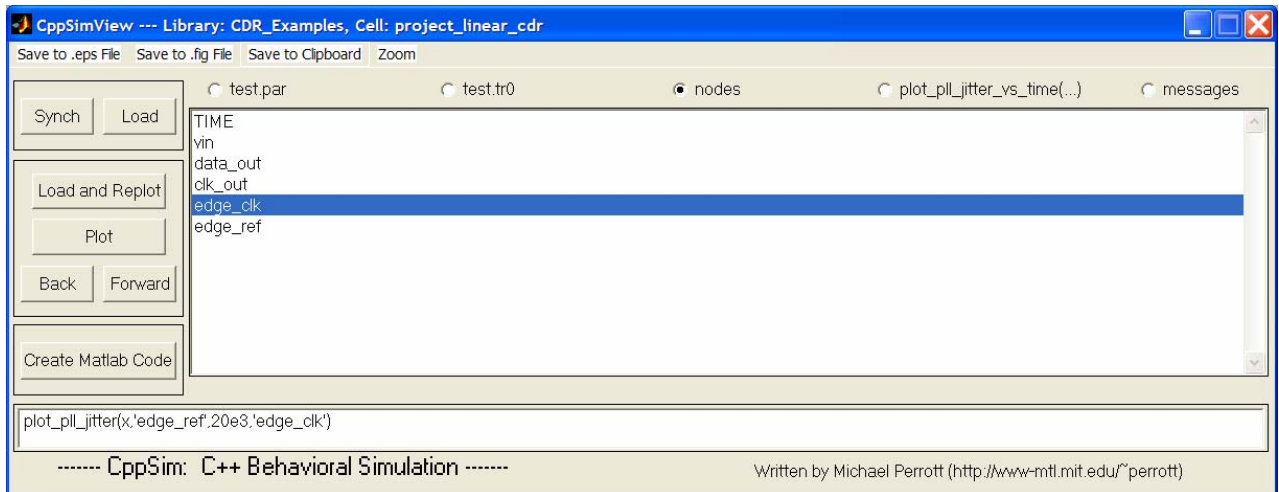 CppSimView --- Library: CDR_Examples, Cell: project_linear_cdr
Save to .eps File Save to .fig File Save to Clipboard Zoom
test.par test.tr0 nodes plot_pll_jitter_vs_time(...) messages
Synch Load
TIME
vin
data_out
clk_out
edge_clk
edge_ref
Load and Replot
Plot
Back Forward
Create Matlab Code
plot_pll_jitter(x,'edge_ref',20e3,'edge_clk')
------- CppSim: C++ Behavioral Simulation -------
Written by Michael Perrott (http://www-mtl.mit.edu/~perrott)